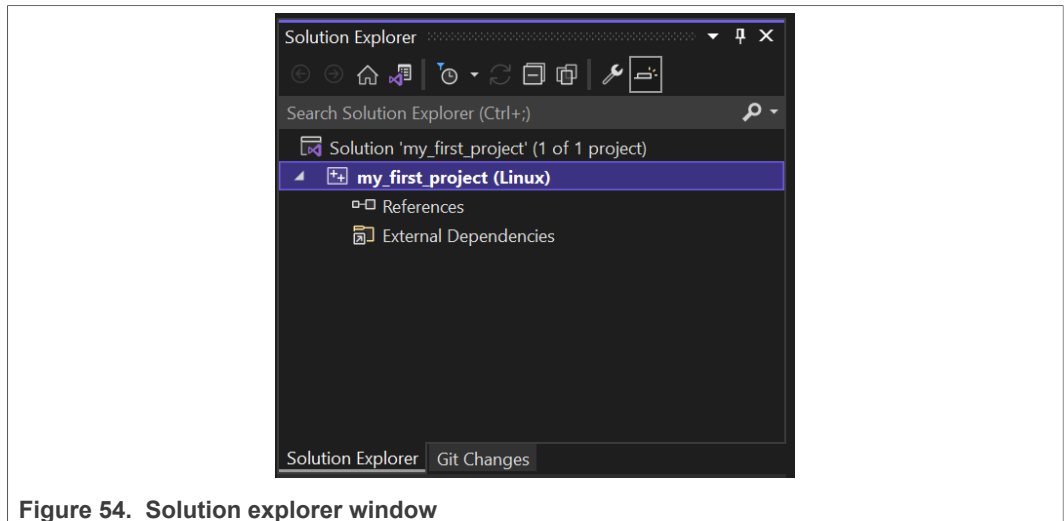 Solution Explorer
Search Solution Explorer (Ctrl+;)
Solution 'my_first_project' (1 of 1 project)
my_first_project (Linux)
References
External Dependencies
Solution Explorer Git Changes
Figure 54. Solution explorer window